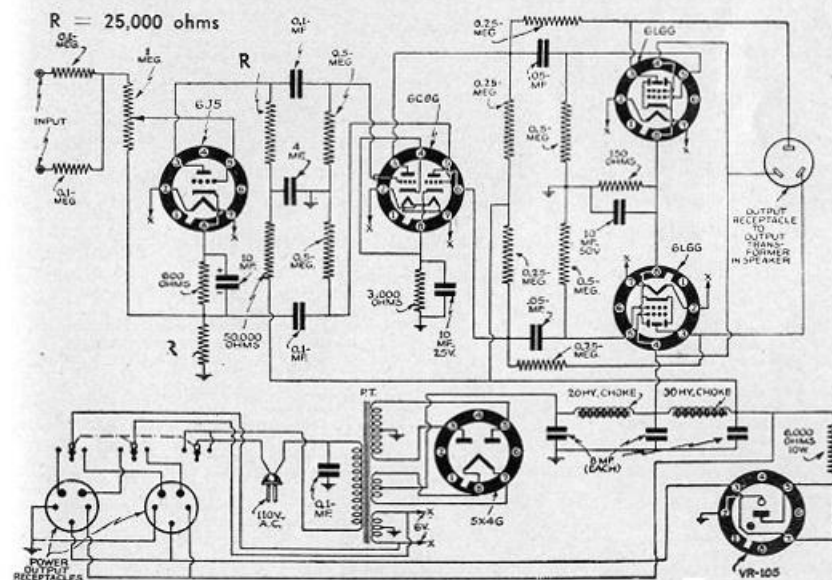 R = 25,000 ohms
0.1-
MEG.
1
MEG.
INPUT
0.1-
MEG.
6J5
R
0.1-
MF.
0.5-
MEG.
4
MF.
0.5-
MEG.
600
OHMS
10
MF.
R
50,000
OHMS
0.1-
MF.
6C8G
3,000
OHMS
10
MF.
25V.
0.25-
MEG.
0.25-
MEG.
.05-
MF.
0.5-
MEG.
6L6G
150
OHMS
10
MF.
50V
OUTPUT
RECEPTACLE
TO
OUTPUT
TRANS-
FORMER
IN SPEAKER
6L6G
0.25-
MEG.
0.5-
MEG.
.05-
MF.
0.25-
MEG.
P.T.
20 HY. CHOKE
30 HY. CHOKE
8 MF.
(EACH)
6,000
OHMS
10W.
110V.
A.C.
0.1-
MF.
6V.
5X4G
VR-105
POWER
OUTPUT
RECEPTACLES